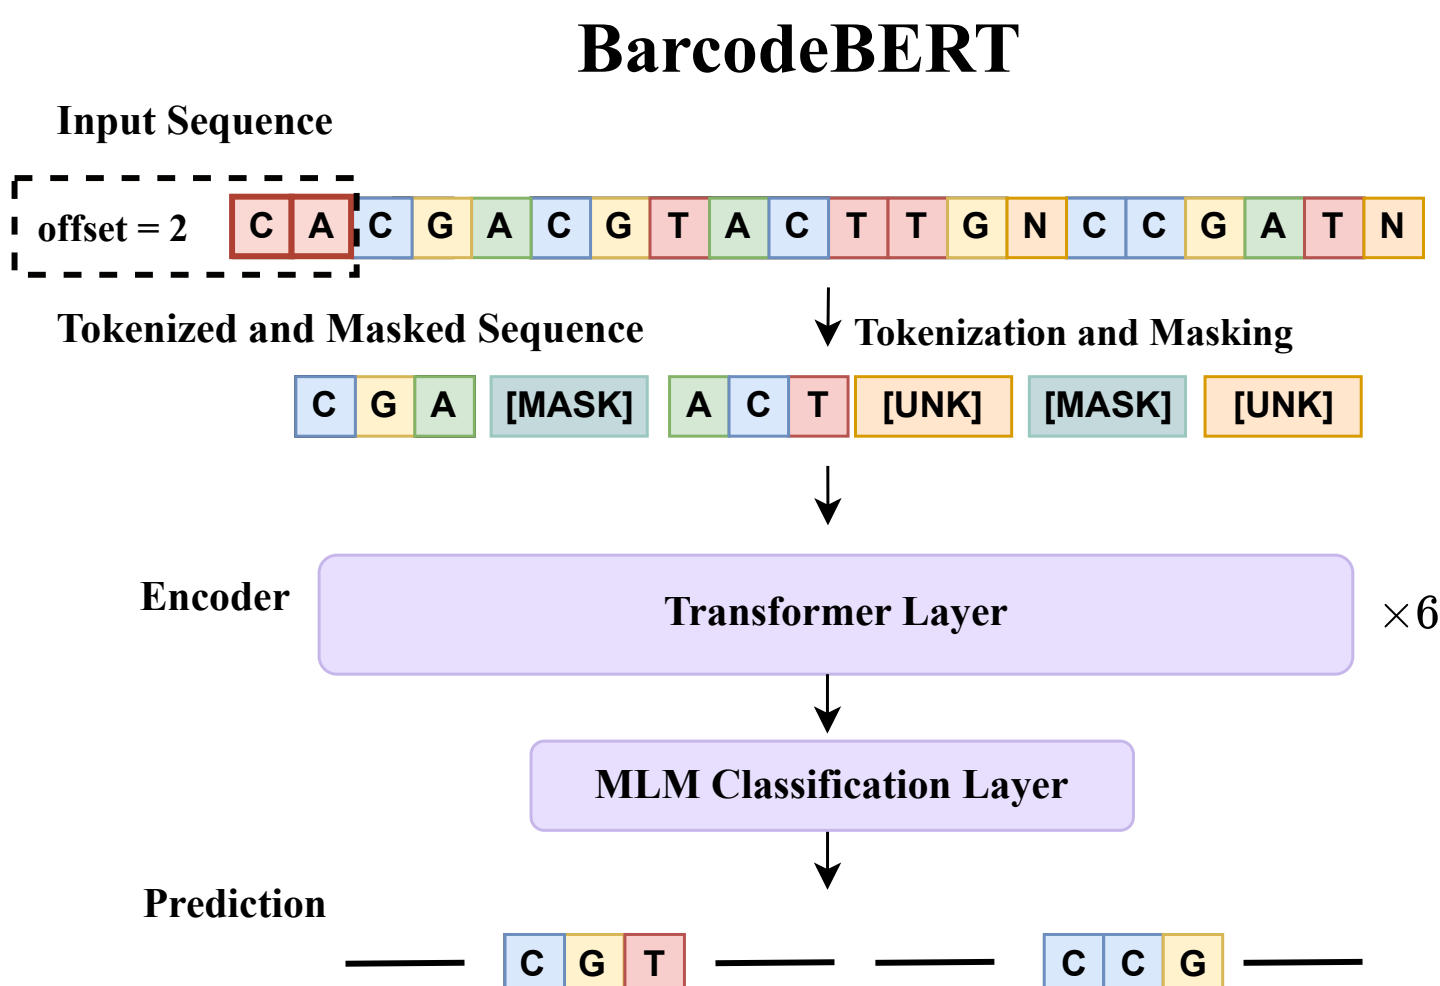 BarcodeBERT
Input Sequence
offset = 2 C A C G A C G T A C T T G N C C G A T N
Tokenized and Masked Sequence
Tokenization and Masking
C G A [MASK] A C T [UNK] [MASK] [UNK]
Encoder
Transformer Layer
×6
MLM Classification Layer
Prediction
C G T C C G